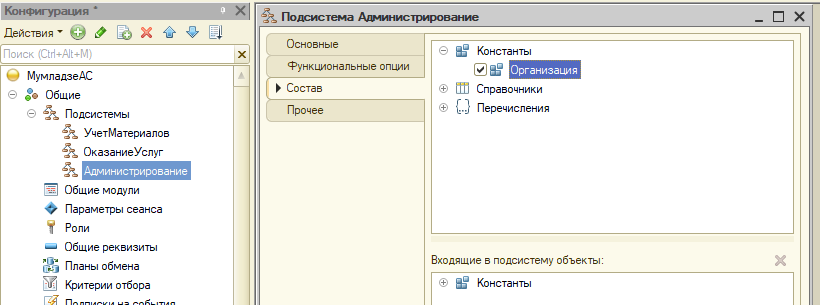 Конфигурация *
Действия
Поиск (Ctrl+Alt+M)
МумладзеАС
Общие
Подсистемы
УчетМатериалов
ОказаниеУслуг
Администрирование
Общие модули
Параметры сеанса
Роли
Общие реквизиты
Планы обмена
Критерии отбора
Подписки на события
Подсистема Администрирование
Основные
Функциональные опции
Состав
Прочее
Константы
Организация
Справочники
Перечисления
Входящие в подсистему объекты:
Константы